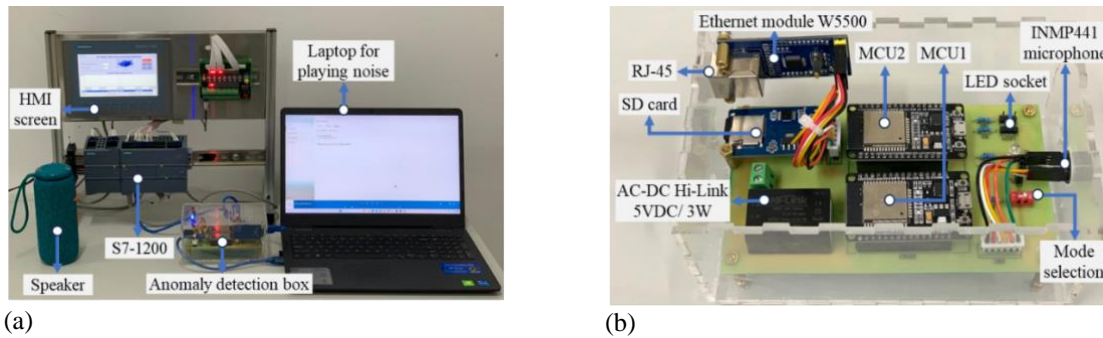 Laptop for
playing noise
HMI
screen
S7-1200
Speaker
Anomaly detection box
(a)
Ethernet module W5500
INMP441
microphone
MCU2
MCU1
RJ-45
LED socket
SD card
AC-DC Hi-Link
5VDC/ 3W
Mode
selection
(b)